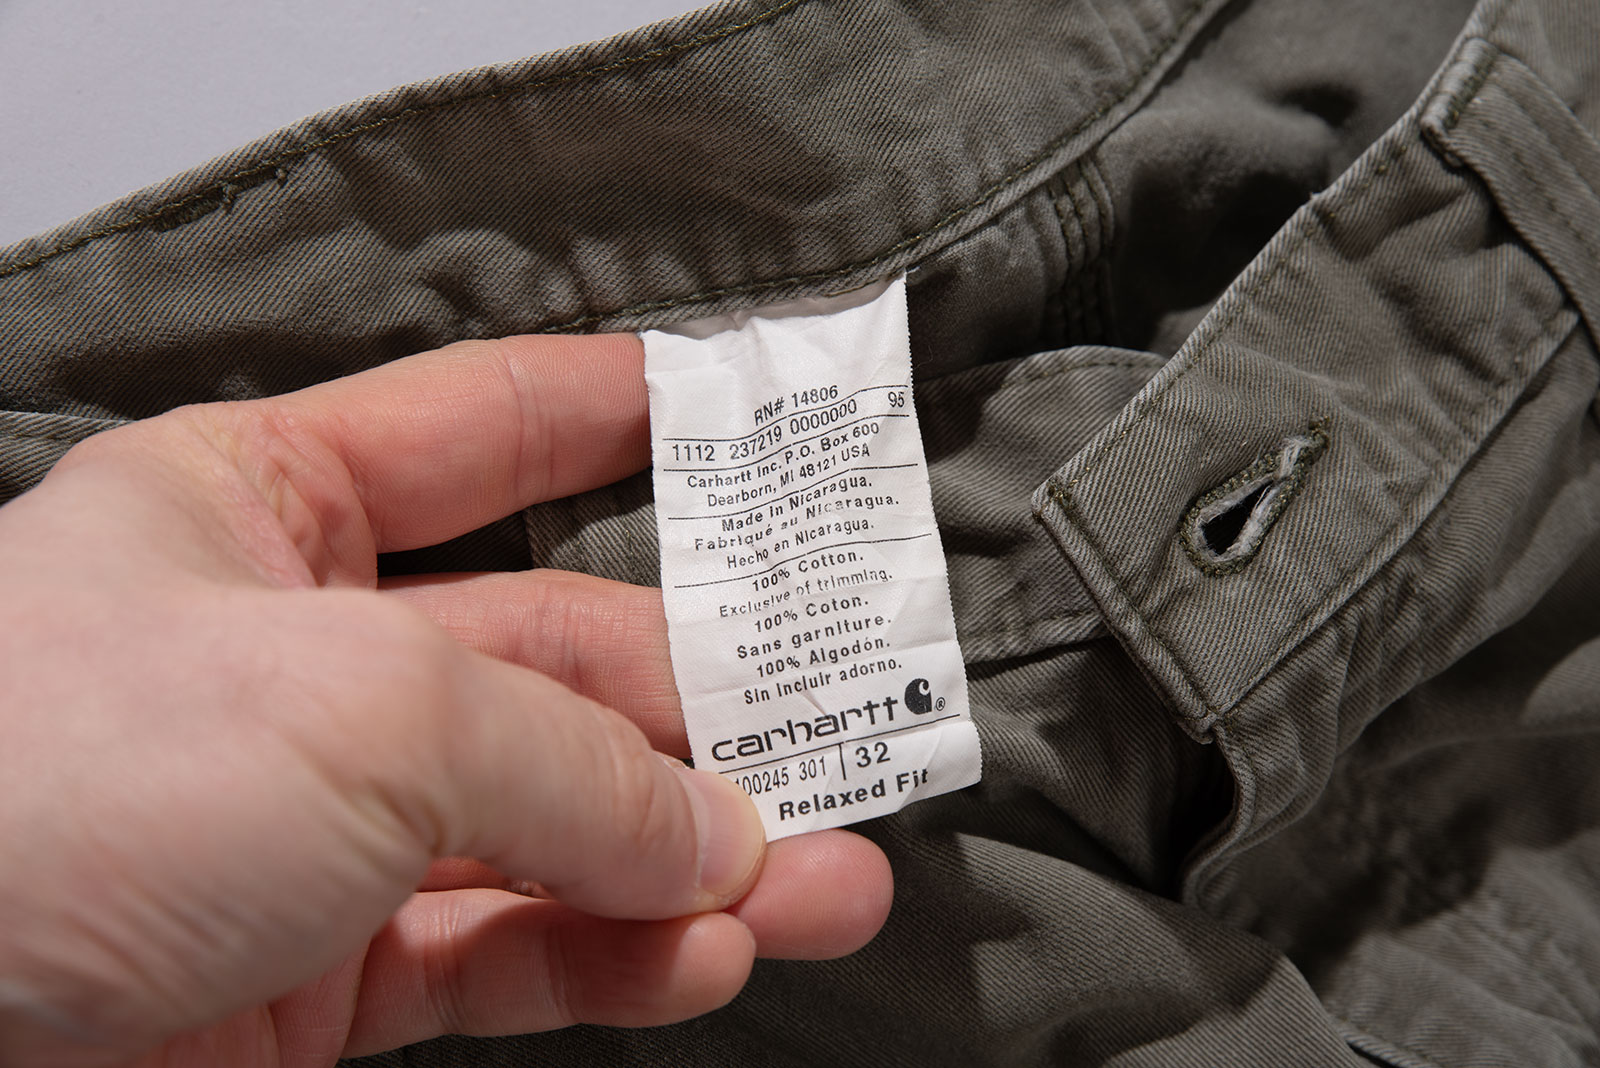 RN# 14806
1112 237219 0000000 95
Carhartt Inc. P.O. Box 600
Dearborn, MI 48121 USA
Made in Nicaragua.
Fabriqué au Nicaragua.
Hecho en Nicaragua.
100% Cotton.
Exclusive of trimming.
100% Coton.
Sans garniture.
100% Algodón.
Sin incluir adorno.
carhartt ®
100245 301 32
Relaxed Fit